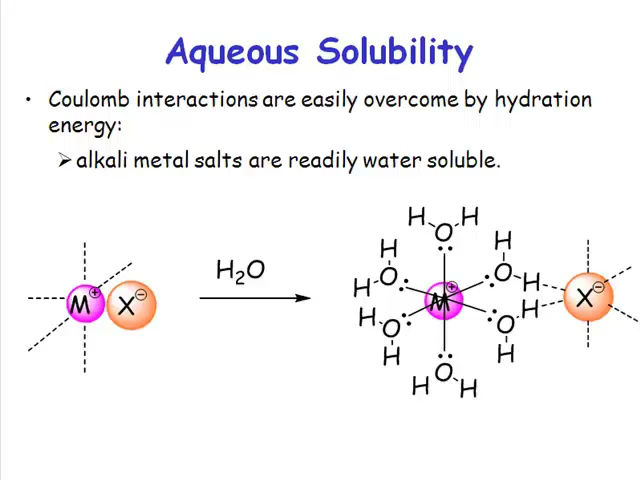 Aqueous Solubility
• Coulomb interactions are easily overcome by hydration
energy:
➢ alkali metal salts are readily water soluble.
H H
O
H H
H₂O O O H
H
M⊕ X⊖ M⊕ X⊖
H O O H
H H
O
H H